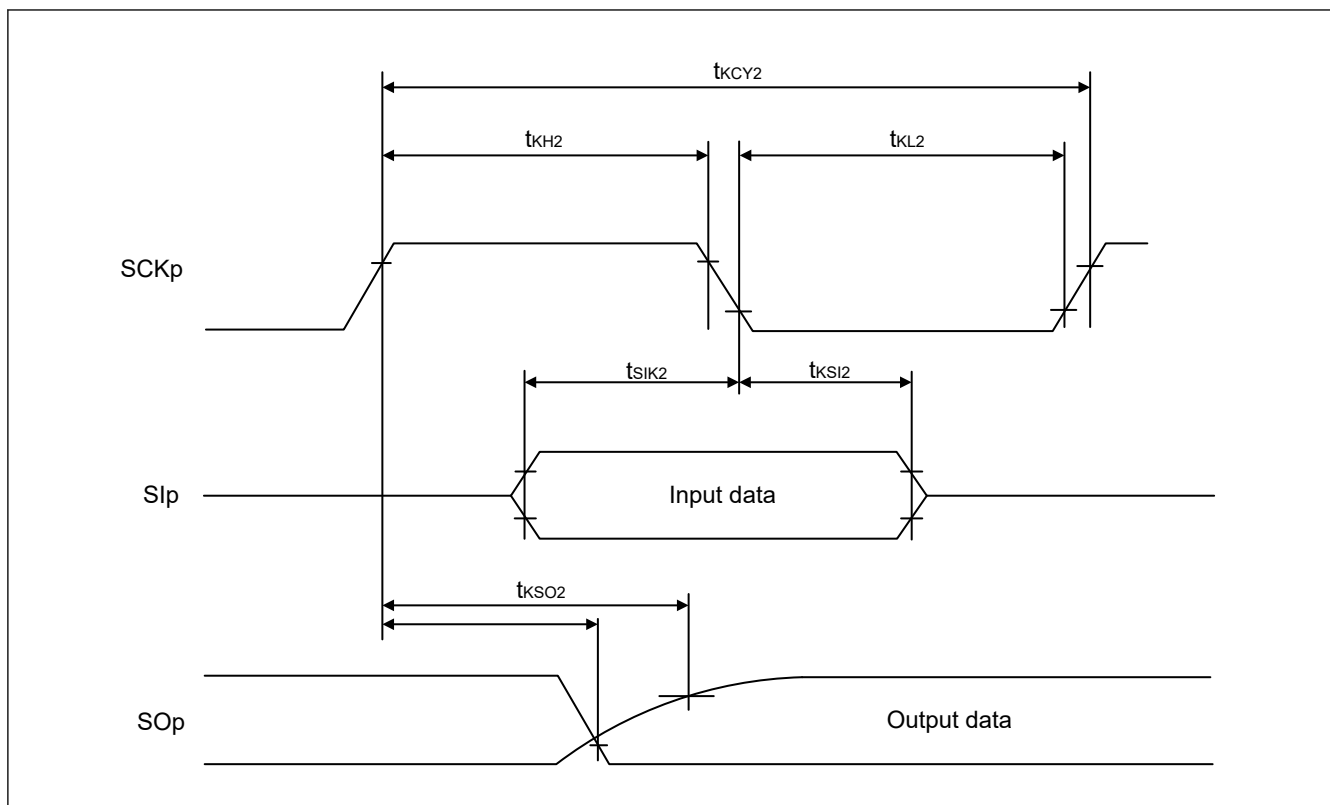 tKCY2
tKH2
tKL2
SCKp
tSIK2
tKSI2
SIp
Input data
tKSO2
SOp
Output data